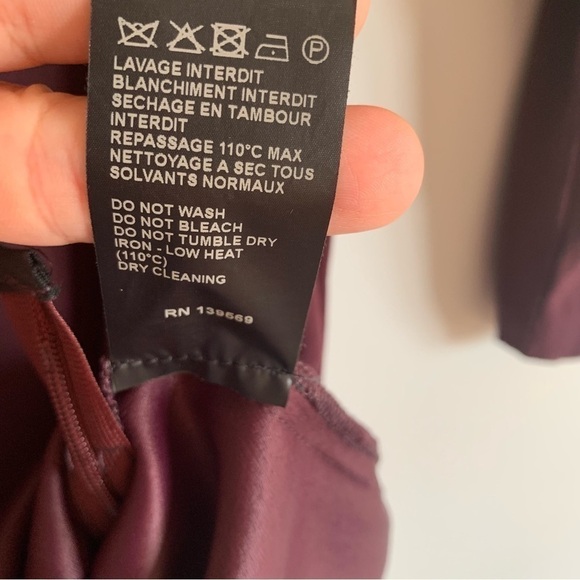 P
LAVAGE INTERDIT
BLANCHIMENT INTERDIT
SECHAGE EN TAMBOUR
INTERDIT
REPASSAGE 110°C MAX
NETTOYAGE A SEC TOUS
SOLVANTS NORMAUX
DO NOT WASH
DO NOT BLEACH
DO NOT TUMBLE DRY
IRON - LOW HEAT
(110°C)
DRY CLEANING
RN 139569